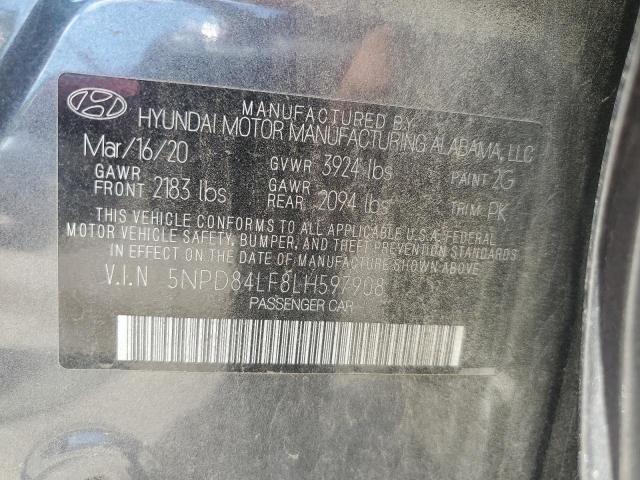 MANUFACTURED BY
HYUNDAI MOTOR MANUFACTURING ALABAMA, LLC
Mar/16/20 GVWR 3924 lbs PAINT 2G
GAWR FRONT 2183 lbs GAWR REAR 2094 lbs TRIM PK
THIS VEHICLE CONFORMS TO ALL APPLICABLE U.S.A FEDERAL
MOTOR VEHICLE SAFETY, BUMPER, AND THEFT PREVENTION STANDARDS
IN EFFECT ON THE DATE OF MANUFACTURE SHOWN ABOVE.
V.I.N 5NPD84LF8LH597908
PASSENGER CAR